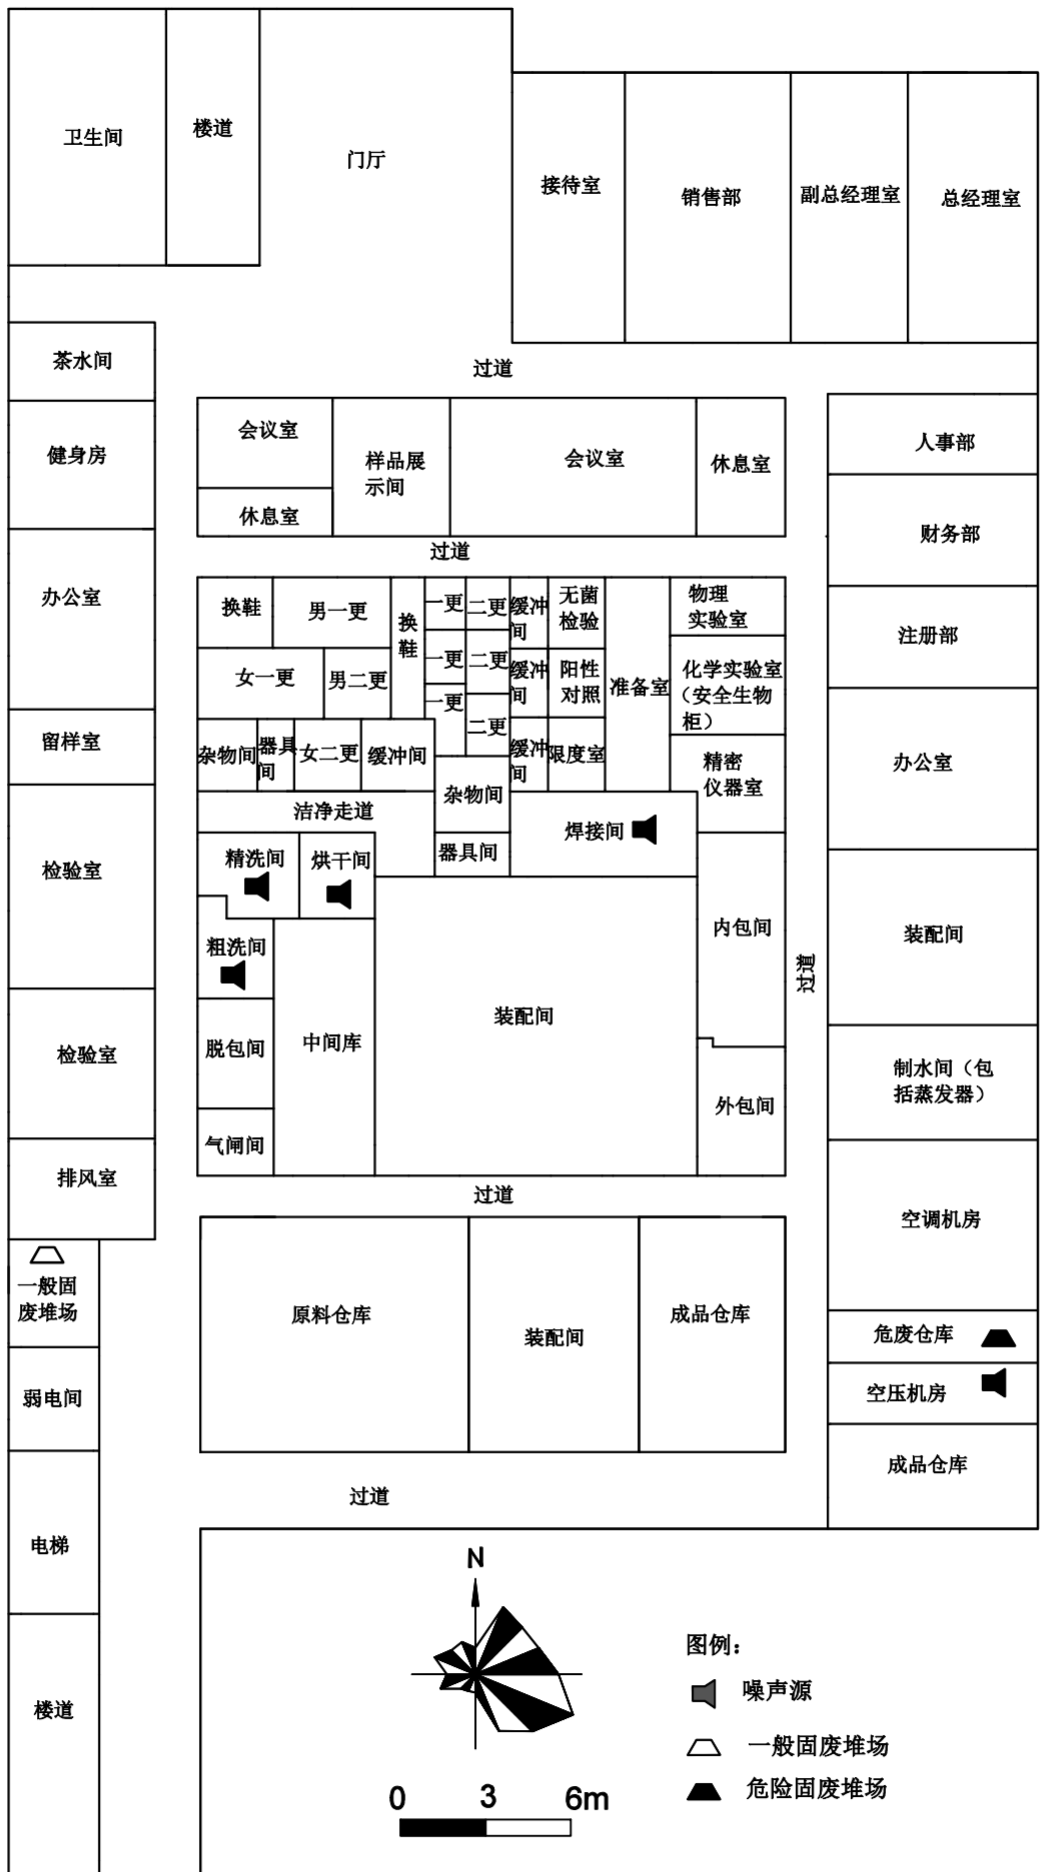 卫生间
楼道
门厅
接待室
销售部
副总经理室
总经理室
茶水间
过道
健身房
会议室
休息室
样品展
示间
会议室
休息室
人事部
财务部
过道
办公室
换鞋
男一更
换
鞋
一更
二更
缓冲
间
无菌
检验
物理
实验室
注册部
女一更
男二更
一更
二更
缓冲
间
阳性
对照
准备室
化学实验室
（安全生物
柜）
一更
二更
留样室
杂物间
器具
间
女二更
缓冲间
缓冲
间
限度室
精密
仪器室
办公室
杂物间
洁净走道
焊接间
器具间
检验室
精洗间
烘干间
粗洗间
内包间
装配间
过道
装配间
检验室
脱包间
中间库
制水间（包
括蒸发器）
外包间
气闸间
排风室
过道
空调机房
一般固
废堆场
原料仓库
装配间
成品仓库
危废仓库
空压机房
弱电间
成品仓库
过道
电梯
N
图例：
噪声源
楼道
一般固废堆场
危险固废堆场
0 3 6m